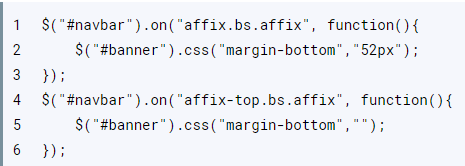 1 $("#navbar").on("affix.bs.affix", function(){
2     $("#banner").css("margin-bottom","52px");
3 });
4 $("#navbar").on("affix-top.bs.affix", function(){
5     $("#banner").css("margin-bottom","");
6 });